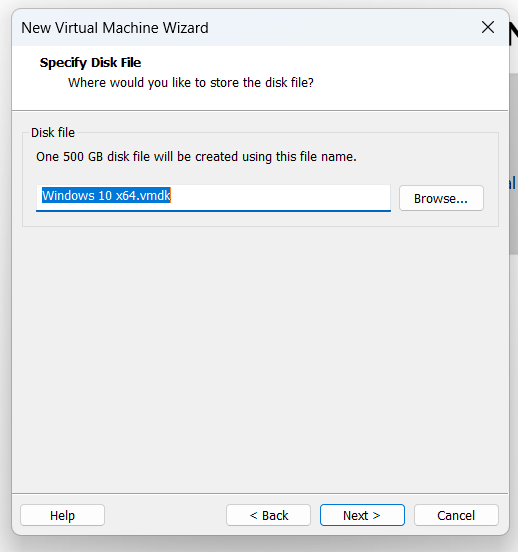 New Virtual Machine Wizard
Specify Disk File
Where would you like to store the disk file?
Disk file
One 500 GB disk file will be created using this file name.
Windows 10 x64.vmdk
Browse...
Help
< Back
Next >
Cancel